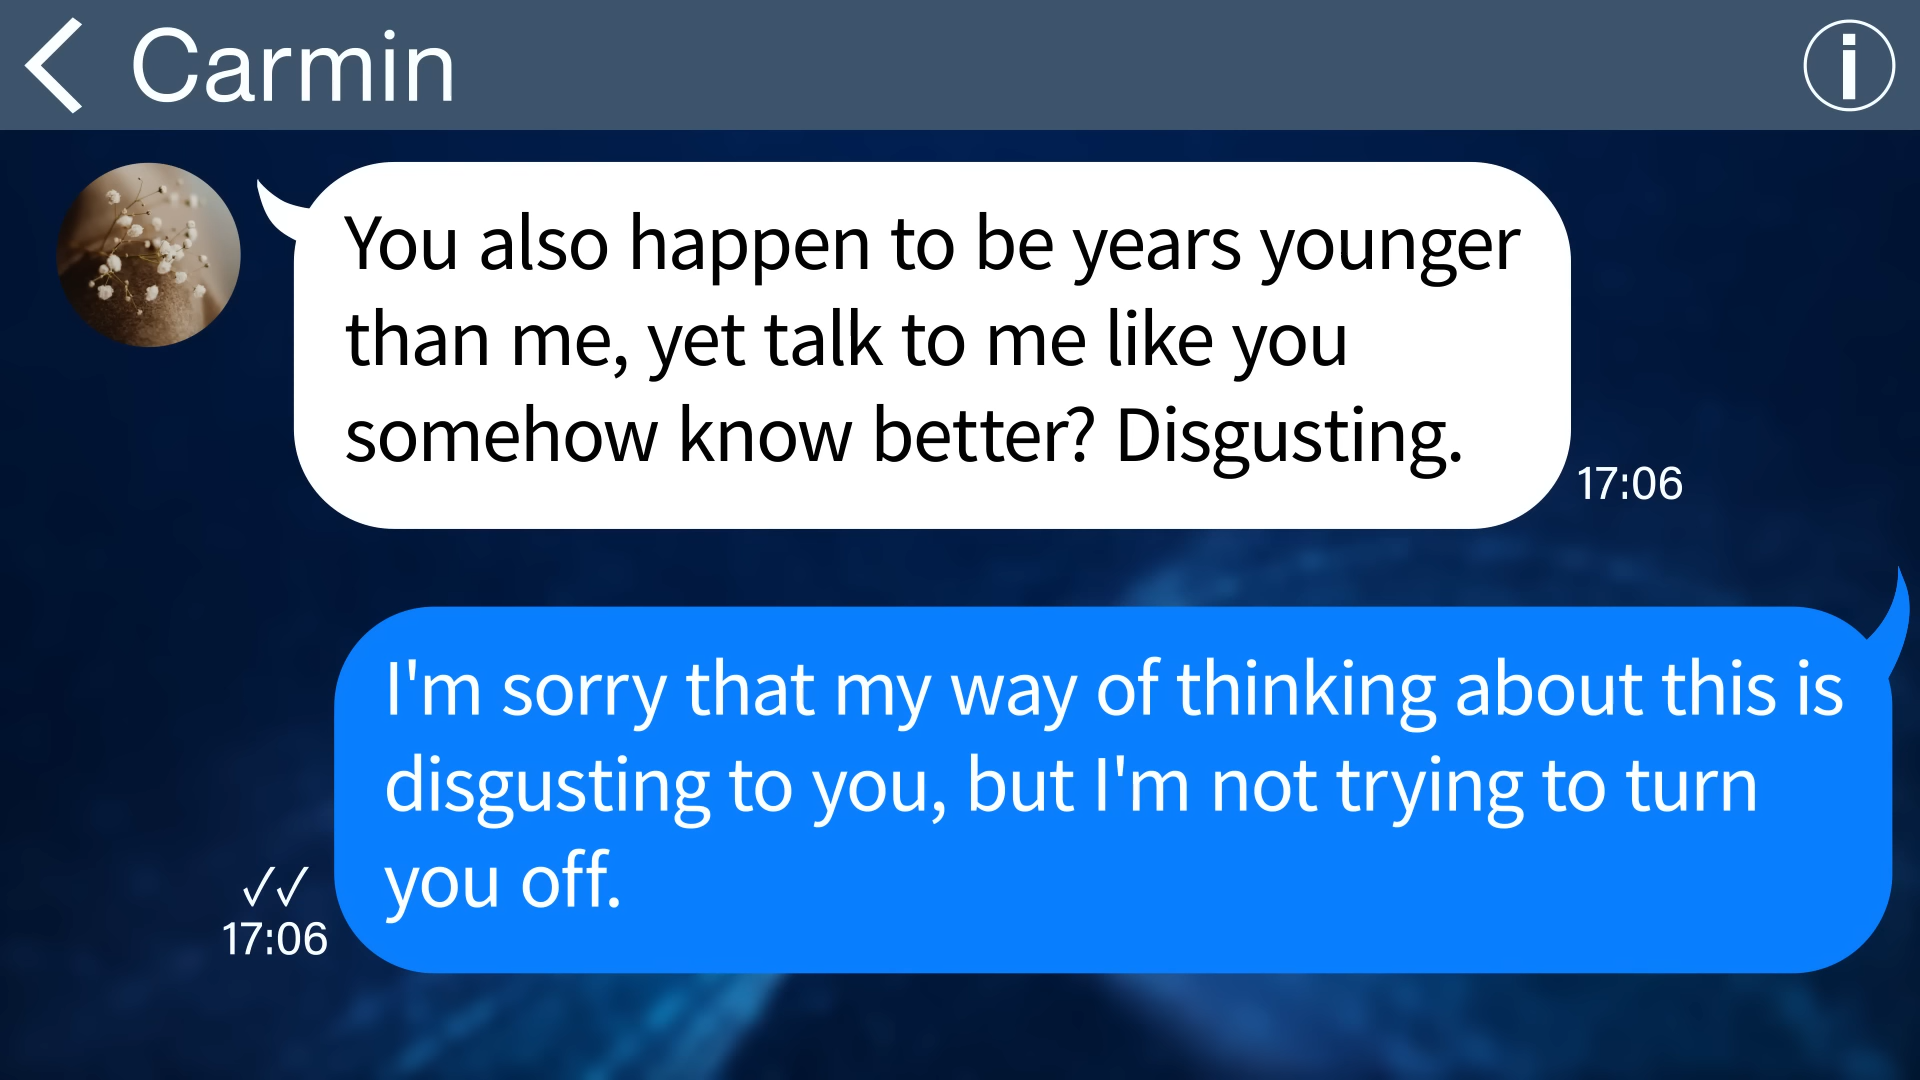 Carmin
You also happen to be years younger
than me, yet talk to me like you
somehow know better? Disgusting.
17:06
I'm sorry that my way of thinking about this is
disgusting to you, but I'm not trying to turn
you off.
17:06